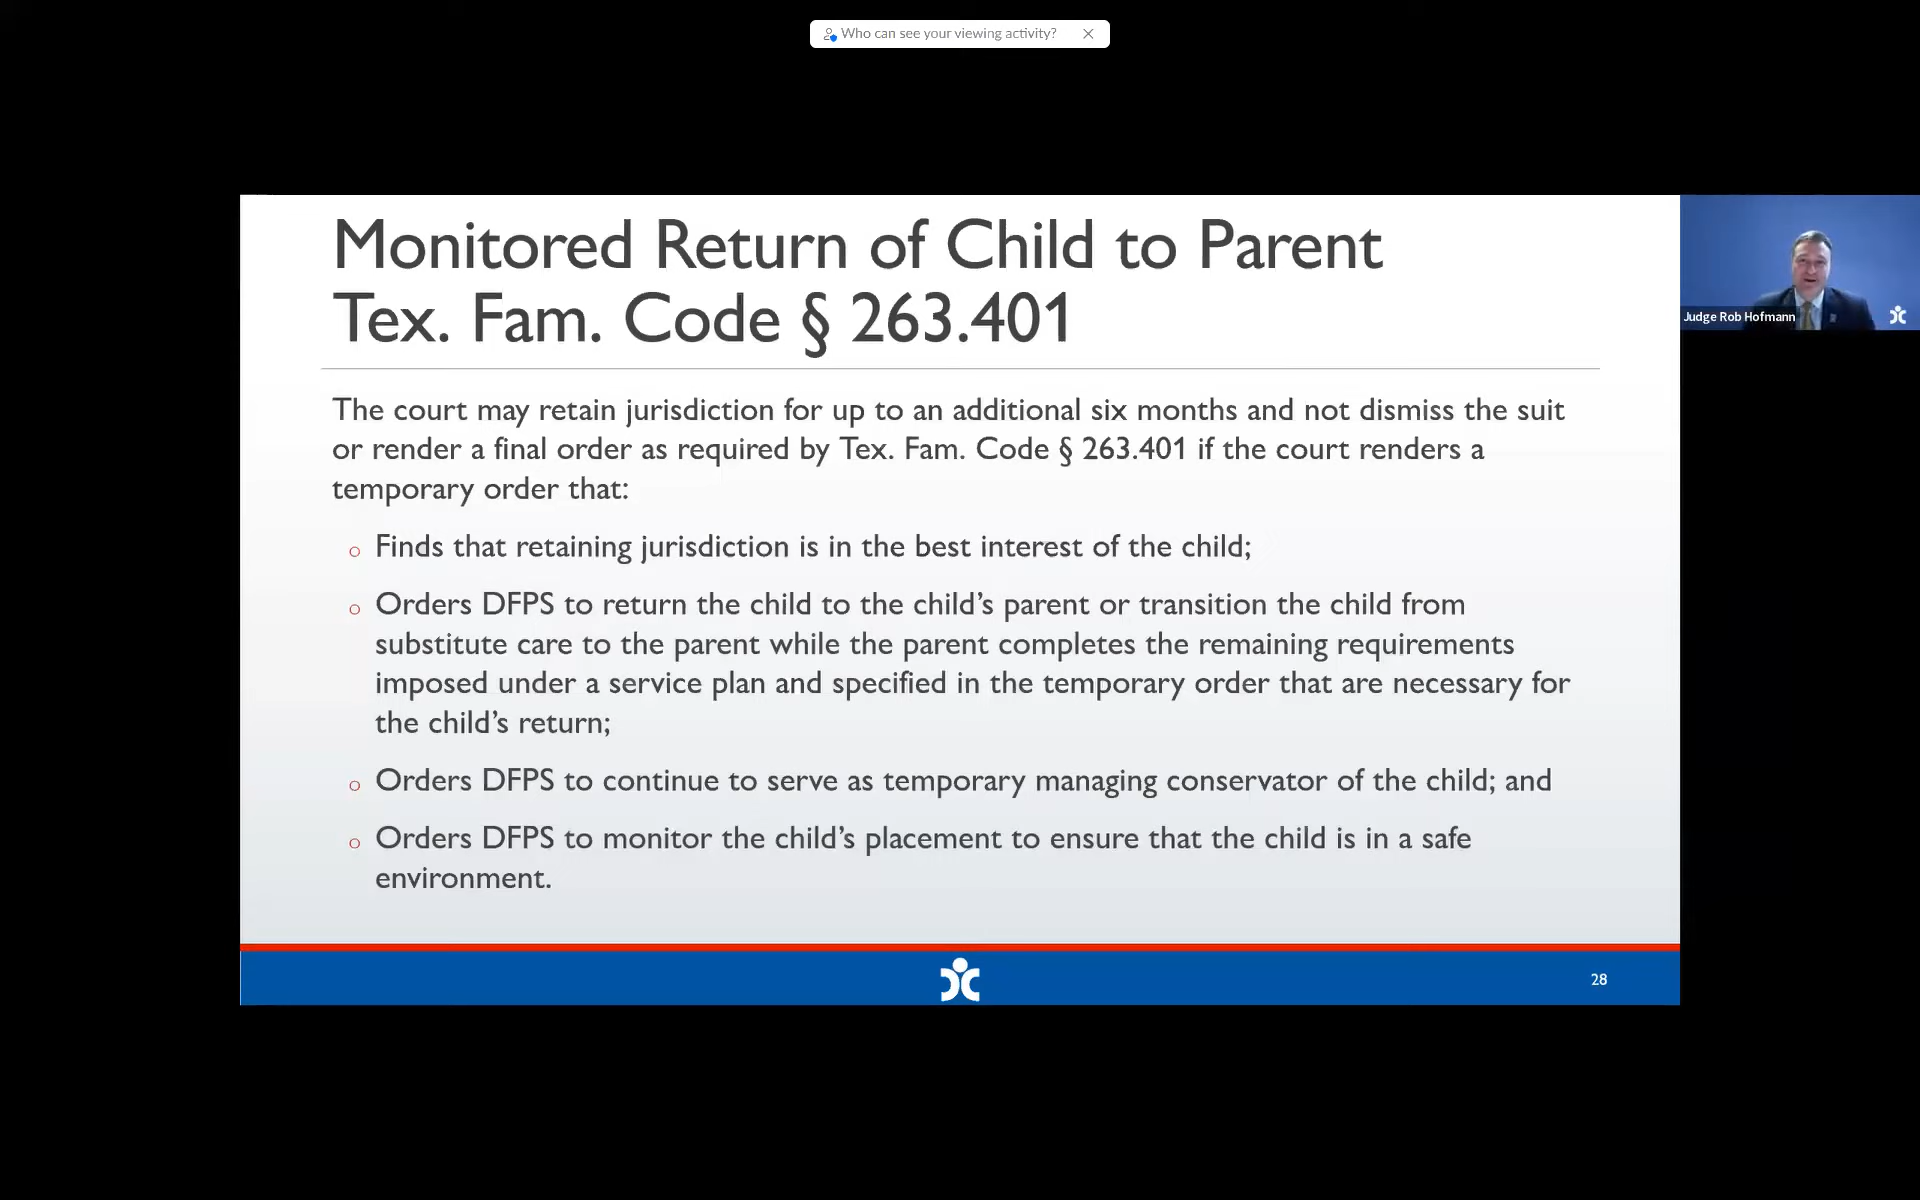 Who can see your viewing activity?
Monitored Return of Child to Parent
Tex. Fam. Code § 263.401
Judge Rob Hofmann
The court may retain jurisdiction for up to an additional six months and not dismiss the suit
or render a final order as required by Tex. Fam. Code § 263.401 if the court renders a
temporary order that:
o Finds that retaining jurisdiction is in the best interest of the child;
o Orders DFPS to return the child to the child’s parent or transition the child from
substitute care to the parent while the parent completes the remaining requirements
imposed under a service plan and specified in the temporary order that are necessary for
the child’s return;
o Orders DFPS to continue to serve as temporary managing conservator of the child; and
o Orders DFPS to monitor the child’s placement to ensure that the child is in a safe
environment.
28